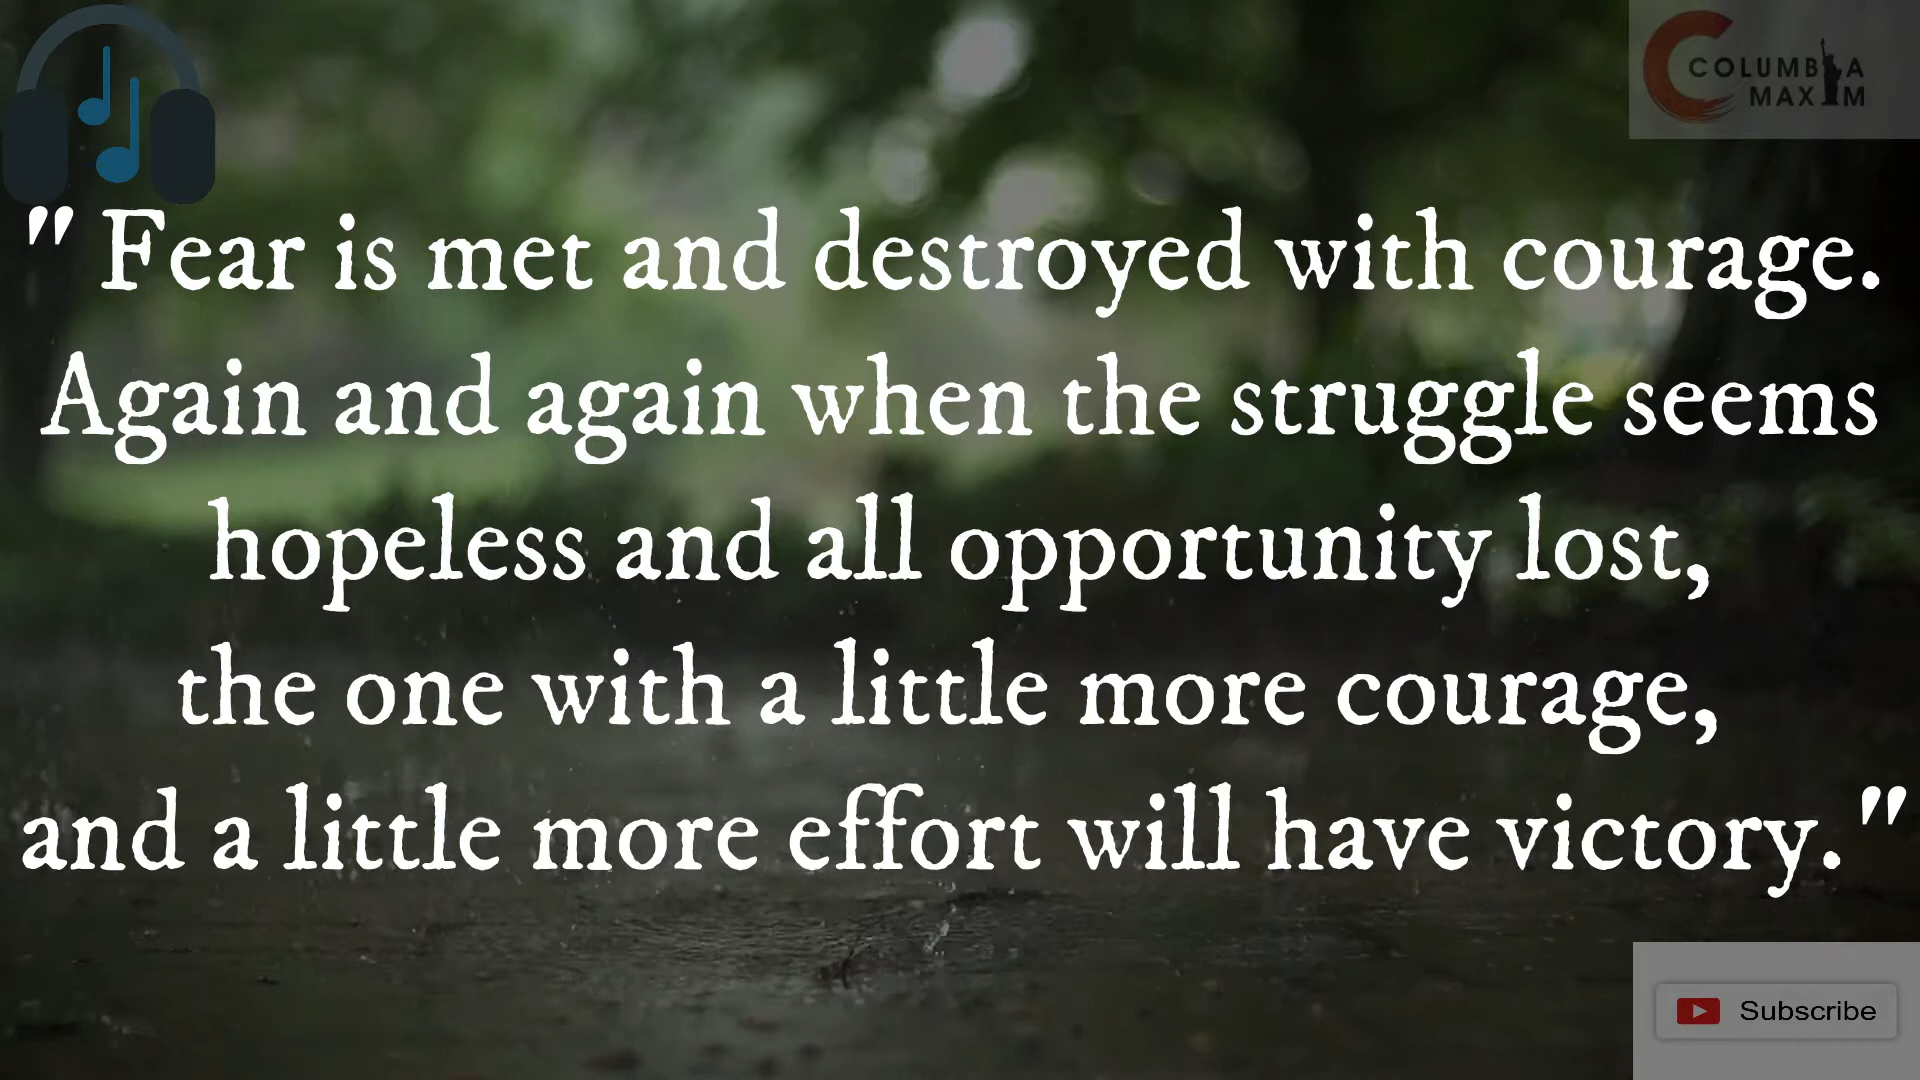 COLUMBIA
MAXIM
" Fear is met and destroyed with courage.
Again and again when the struggle seems
hopeless and all opportunity lost,
the one with a little more courage,
and a little more effort will have victory. "
Subscribe